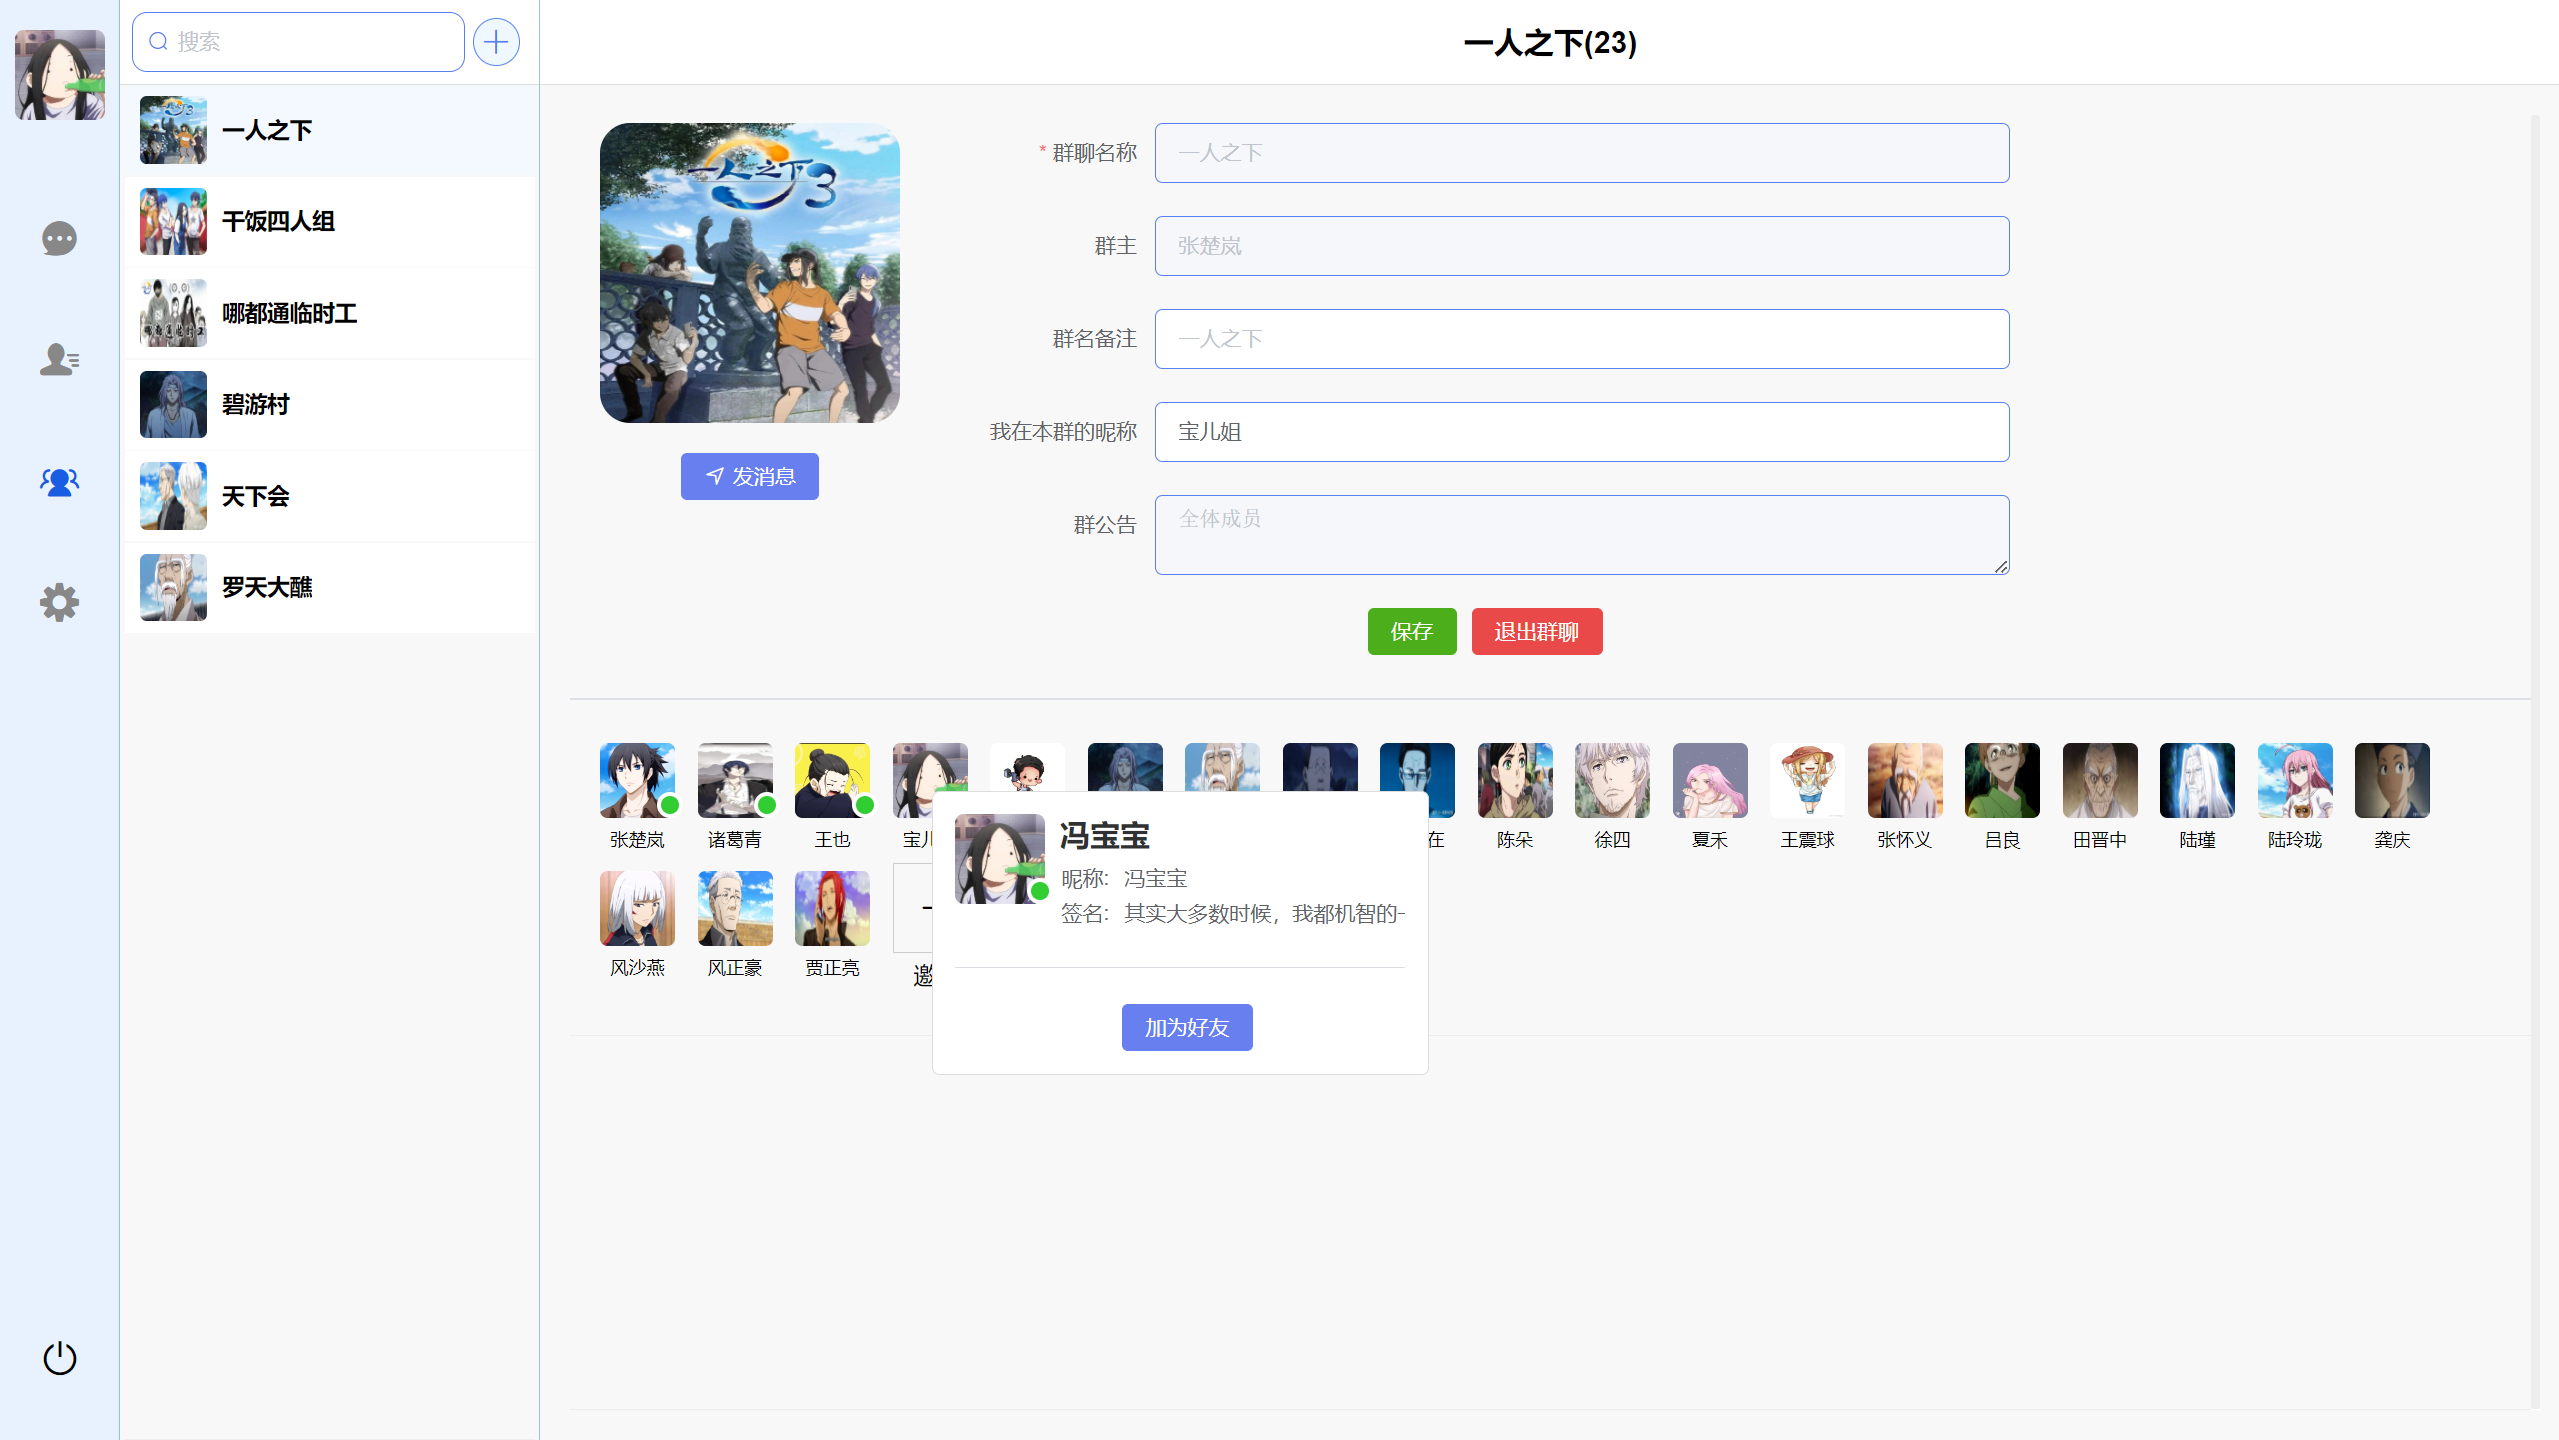 搜索
一人之下(23)
一人之下
干饭四人组
哪都通临时工
碧游村
天下会
罗天大醮
一人之下3
发消息
* 群聊名称 一人之下
群主 张楚岚
群名备注 一人之下
我在本群的昵称 宝儿姐
群公告 全体成员
保存 退出群聊
张楚岚 诸葛青 王也 宝儿 在 陈朵 徐四 夏禾 王震球 张怀义 吕良 田晋中 陆瑾 陆玲珑 龚庆
风沙燕 风正豪 贾正亮 邀
冯宝宝
昵称: 冯宝宝
签名: 其实大多数时候，我都机智的一
加为好友